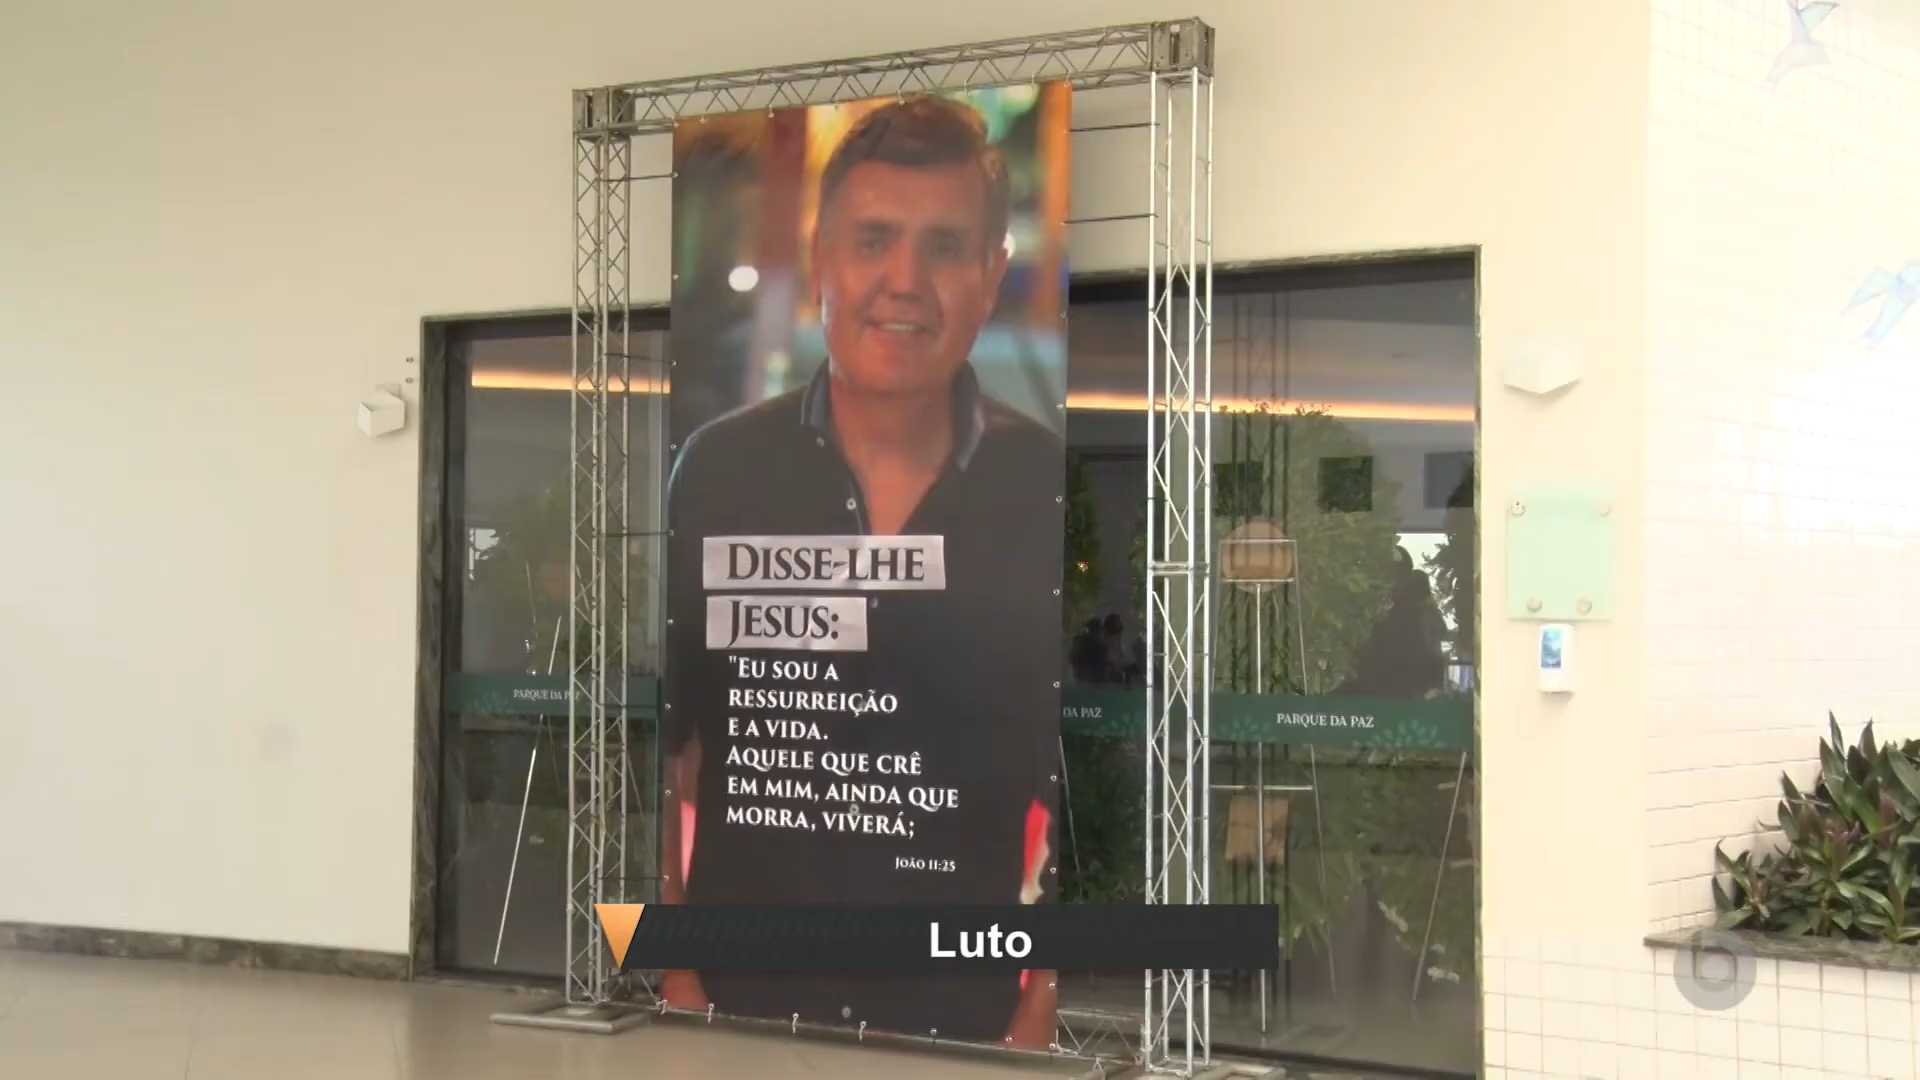 DISSE-LHE
JESUS:
"EU SOU A
RESSURREIÇÃO
E A VIDA.
AQUELE QUE CRÊ
EM MIM, AINDA QUE
MORRA, VIVERÁ;
JOÃO 11:25
PARQUE DA PAZ
DA PAZ
PARQUE DA PAZ
Luto
b